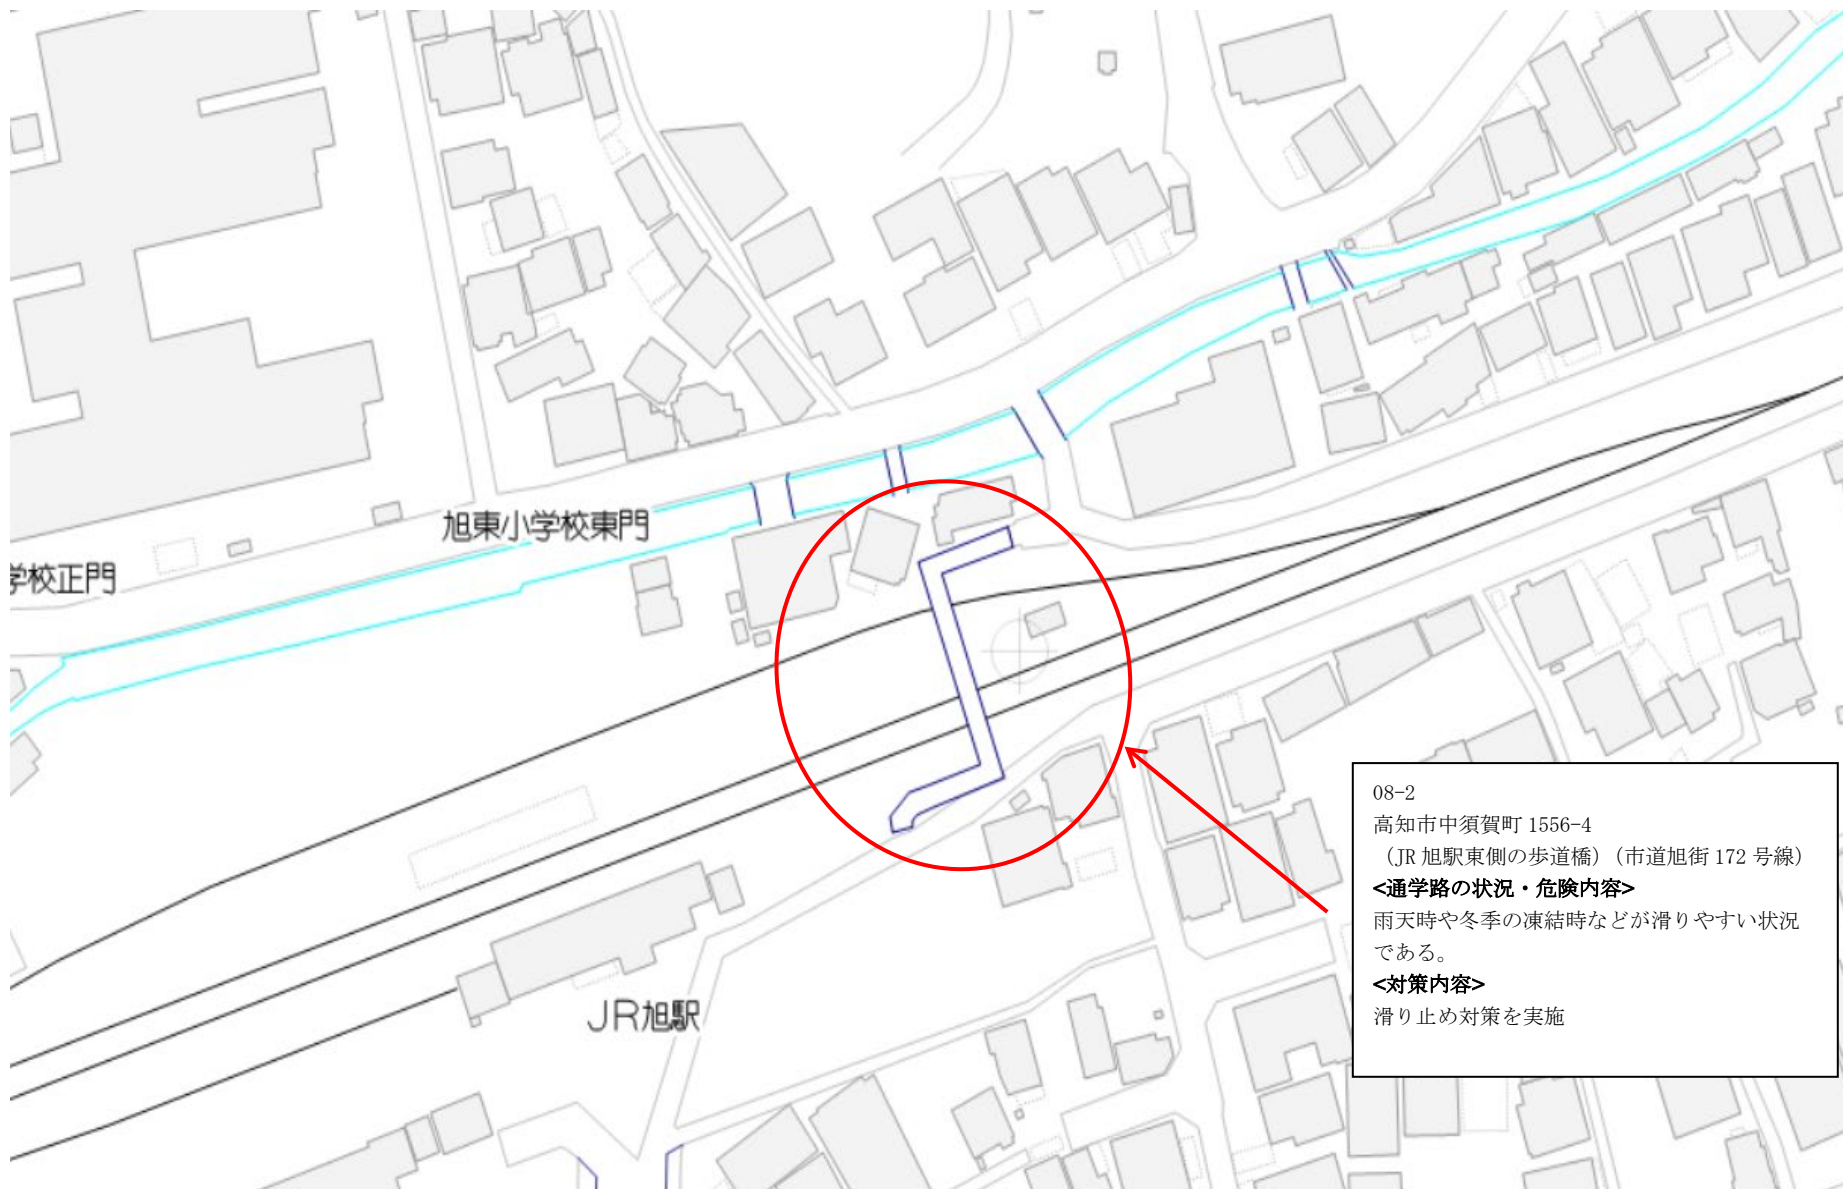 旭東小学校東門
学校正門
JR旭駅
08-2
高知市中須賀町 1556-4
（JR 旭駅東側の歩道橋）（市道旭街 172 号線）
<通学路の状況・危険内容>
雨天時や冬季の凍結時などが滑りやすい状況
である。
<対策内容>
滑り止め対策を実施